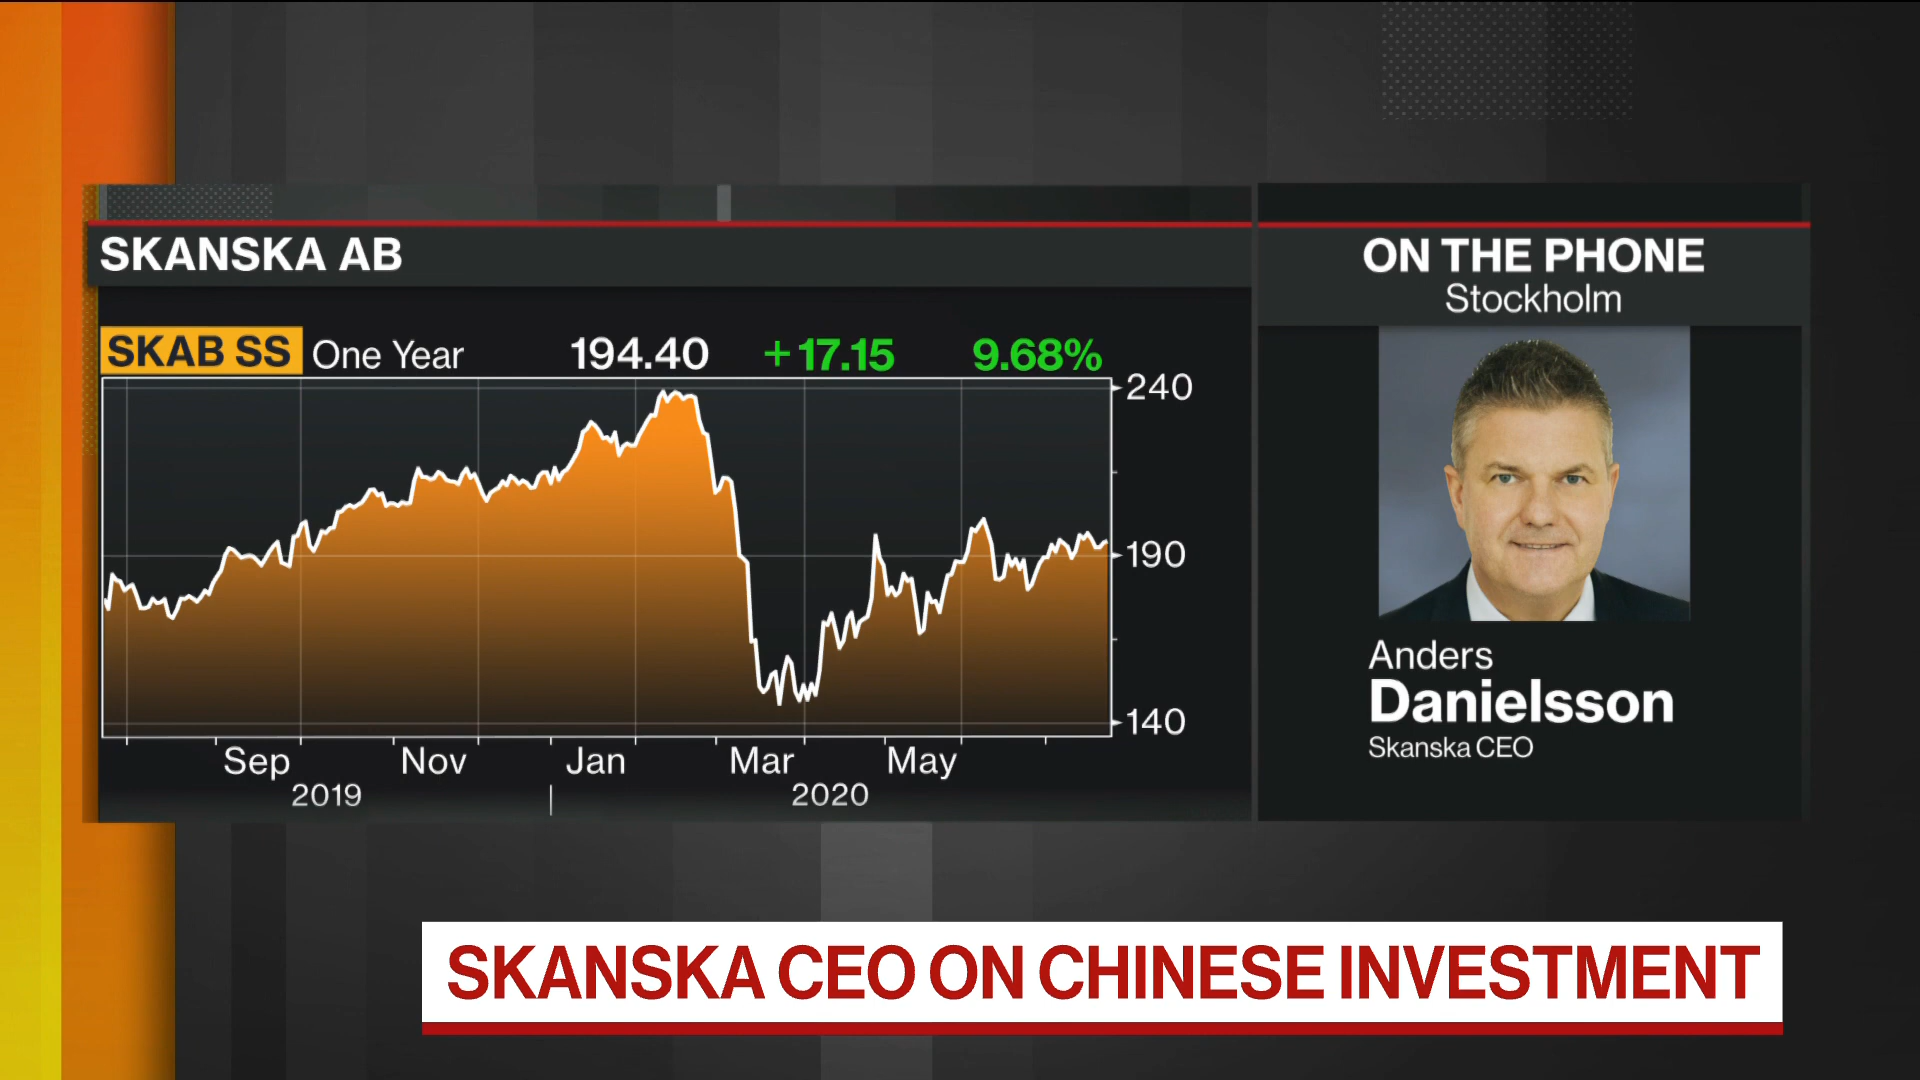 SKANSKA AB
SKAB SS One Year 194.40 +17.15 9.68%
240
190
140
Sep Nov Jan Mar May
2019 2020
ON THE PHONE
Stockholm
Anders
Danielsson
Skanska CEO
SKANSKA CEO ON CHINESE INVESTMENT